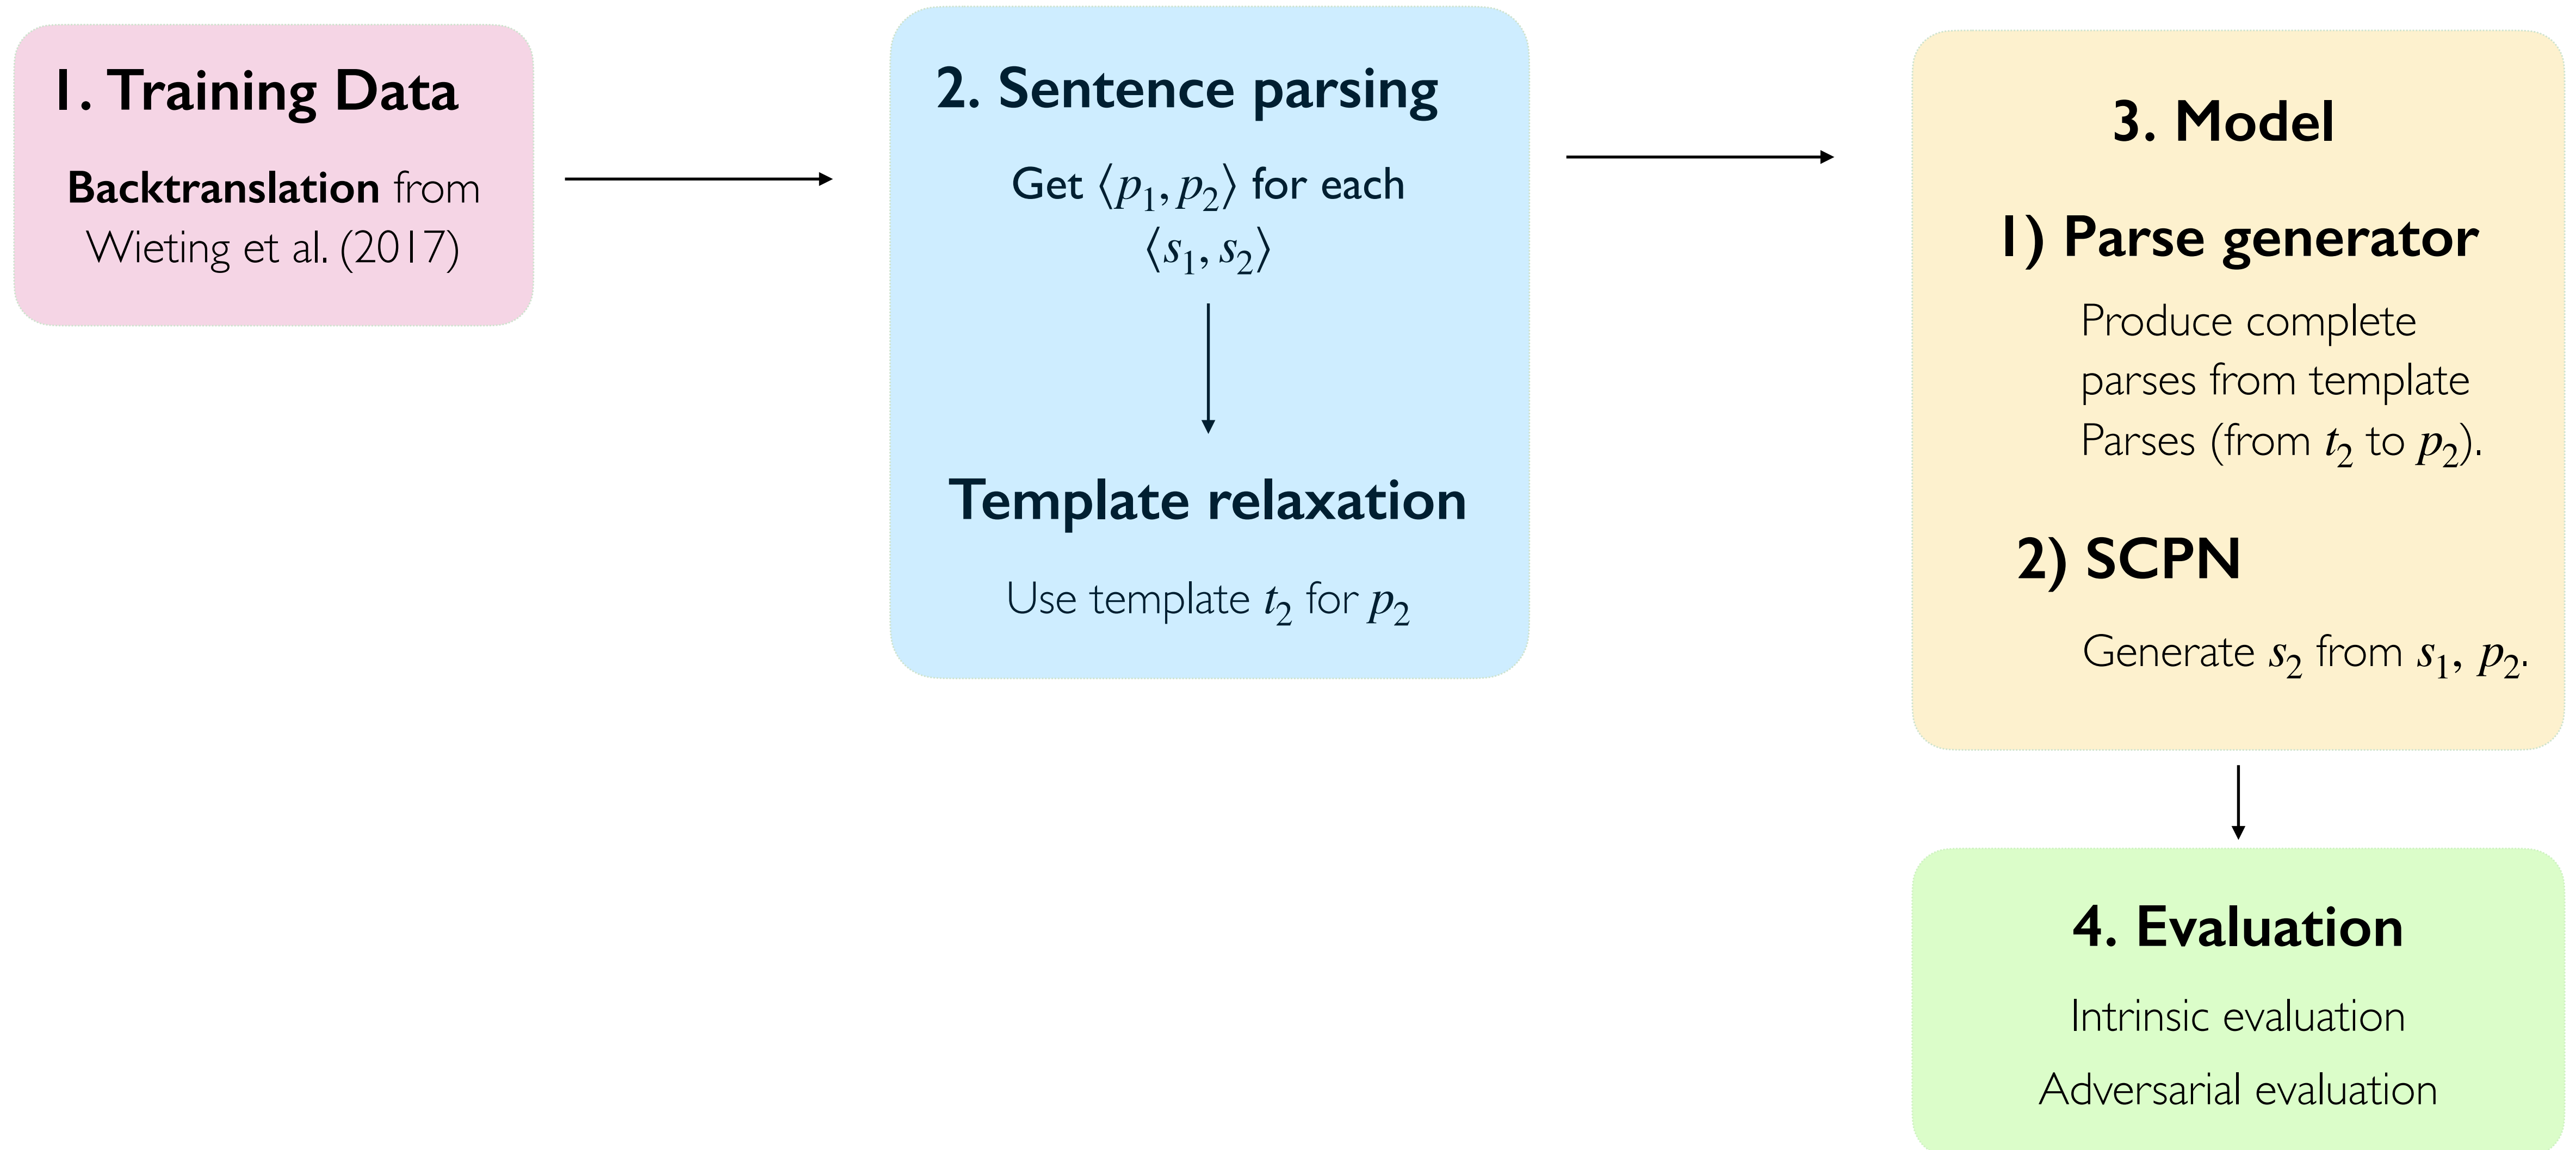 1. Training Data
Backtranslation from
Wieting et al. (2017)
2. Sentence parsing
Get ⟨p₁, p₂⟩ for each
⟨s₁, s₂⟩
Template relaxation
Use template t₂ for p₂
3. Model
1) Parse generator
Produce complete
parses from template
Parses (from t₂ to p₂).
2) SCPN
Generate s₂ from s₁, p₂.
4. Evaluation
Intrinsic evaluation
Adversarial evaluation